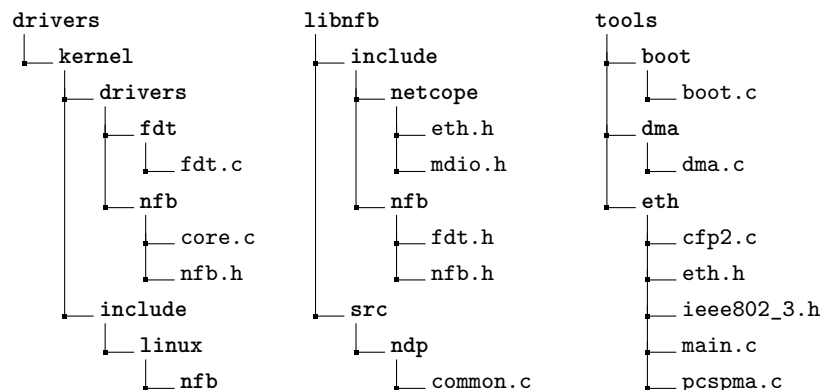 drivers
kernel
drivers
fdt
fdt.c
nfb
core.c
nfb.h
include
linux
nfb
libnfb
include
netcope
eth.h
mdio.h
nfb
fdt.h
nfb.h
src
ndp
common.c
tools
boot
boot.c
dma
dma.c
eth
cfp2.c
eth.h
ieee802_3.h
main.c
pcspma.c